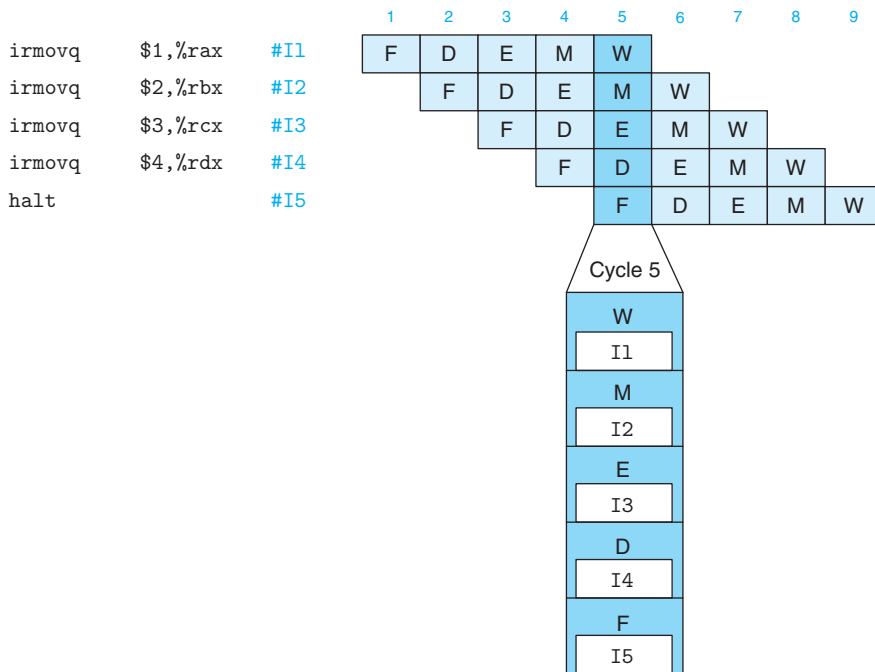 1 2 3 4 5 6 7 8 9
irmovq $1,%rax #I1 F D E M W
irmovq $2,%rbx #I2 F D E M W
irmovq $3,%rcx #I3 F D E M W
irmovq $4,%rdx #I4 F D E M W
halt #I5 F D E M W
Cycle 5
W
I1
M
I2
E
I3
D
I4
F
I5